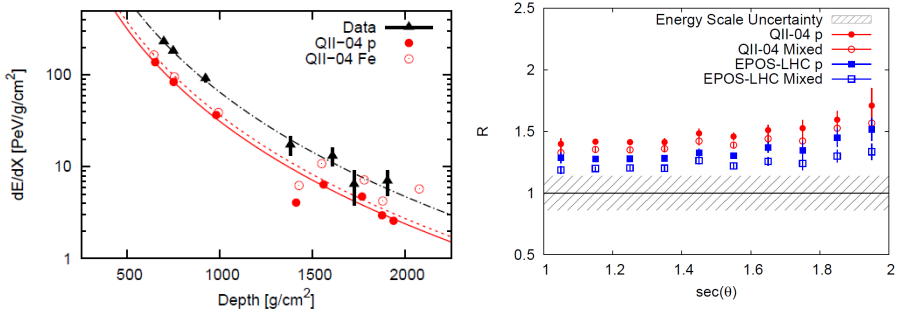 Data
QII-04 p
QII-04 Fe
dE/dX [PeV/g/cm²]
100
10
1
500
1000
1500
2000
Depth [g/cm²]
Energy Scale Uncertainty
QII-04 p
QII-04 Mixed
EPOS-LHC p
EPOS-LHC Mixed
R
2.5
2
1.5
1
0.5
1
1.2
1.4
1.6
1.8
2
sec(θ)